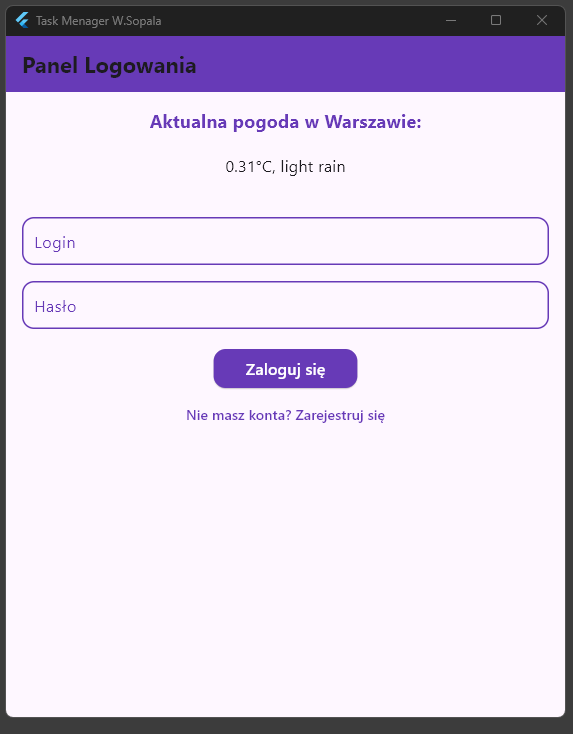 Task Menager W.Sopala
Panel Logowania
Aktualna pogoda w Warszawie:
0.31°C, light rain
Login
Hasło
Zaloguj się
Nie masz konta? Zarejestruj się